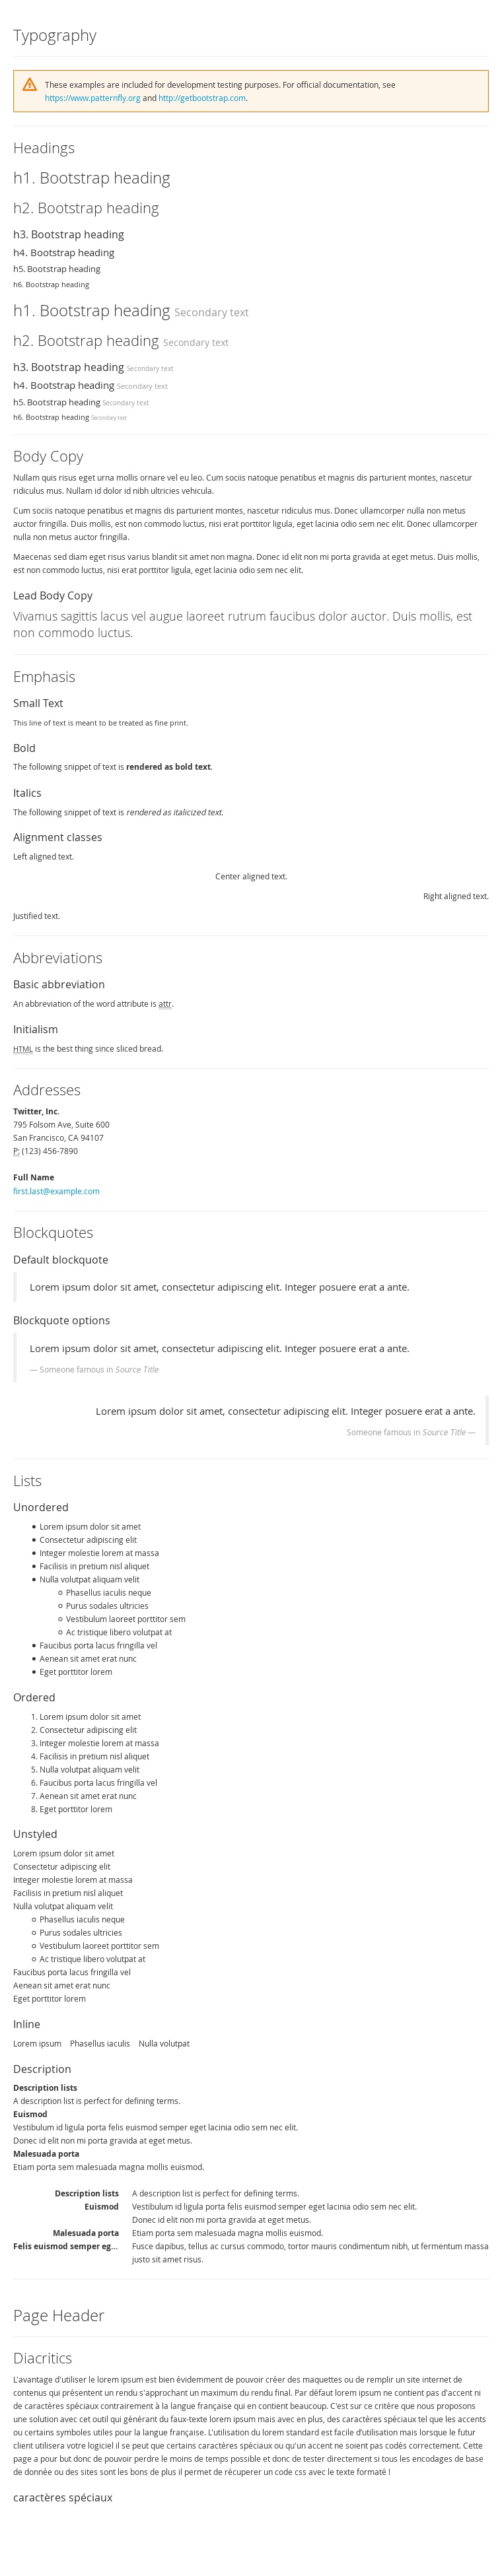 Typography
These examples are included for development testing purposes. For official documentation, see
https://www.patternfly.org and http://getbootstrap.com.
Headings
h1. Bootstrap heading
h2. Bootstrap heading
h3. Bootstrap heading
h4. Bootstrap heading
h5. Bootstrap heading
h6. Bootstrap heading
h1. Bootstrap heading Secondary text
h2. Bootstrap heading Secondary text
h3. Bootstrap heading Secondary text
h4. Bootstrap heading Secondary text
h5. Bootstrap heading Secondary text
h6. Bootstrap heading Secondary text
Body Copy
Nullam quis risus eget urna mollis ornare vel eu leo. Cum sociis natoque penatibus et magnis dis parturient montes, nascetur
ridiculus mus. Nullam id dolor id nibh ultricies vehicula.
Cum sociis natoque penatibus et magnis dis parturient montes, nascetur ridiculus mus. Donec ullamcorper nulla non metus
auctor fringilla. Duis mollis, est non commodo luctus, nisi erat porttitor ligula, eget lacinia odio sem nec elit. Donec ullamcorper
nulla non metus auctor fringilla.
Maecenas sed diam eget risus varius blandit sit amet non magna. Donec id elit non mi porta gravida at eget metus. Duis mollis,
est non commodo luctus, nisi erat porttitor ligula, eget lacinia odio sem nec elit.
Lead Body Copy
Vivamus sagittis lacus vel augue laoreet rutrum faucibus dolor auctor. Duis mollis, est
non commodo luctus.
Emphasis
Small Text
This line of text is meant to be treated as fine print.
Bold
The following snippet of text is rendered as bold text.
Italics
The following snippet of text is rendered as italicized text.
Alignment classes
Left aligned text.
Center aligned text.
Right aligned text.
Justified text.
Abbreviations
Basic abbreviation
An abbreviation of the word attribute is attr.
Initialism
HTML is the best thing since sliced bread.
Addresses
Twitter, Inc.
795 Folsom Ave, Suite 600
San Francisco, CA 94107
P: (123) 456-7890
Full Name
first.last@example.com
Blockquotes
Default blockquote
Lorem ipsum dolor sit amet, consectetur adipiscing elit. Integer posuere erat a ante.
Blockquote options
Lorem ipsum dolor sit amet, consectetur adipiscing elit. Integer posuere erat a ante.
— Someone famous in Source Title
Lorem ipsum dolor sit amet, consectetur adipiscing elit. Integer posuere erat a ante.
Someone famous in Source Title —
Lists
Unordered
• Lorem ipsum dolor sit amet
• Consectetur adipiscing elit
• Integer molestie lorem at massa
• Facilisis in pretium nisl aliquet
• Nulla volutpat aliquam velit
○ Phasellus iaculis neque
○ Purus sodales ultricies
○ Vestibulum laoreet porttitor sem
○ Ac tristique libero volutpat at
• Faucibus porta lacus fringilla vel
• Aenean sit amet erat nunc
• Eget porttitor lorem
Ordered
1. Lorem ipsum dolor sit amet
2. Consectetur adipiscing elit
3. Integer molestie lorem at massa
4. Facilisis in pretium nisl aliquet
5. Nulla volutpat aliquam velit
6. Faucibus porta lacus fringilla vel
7. Aenean sit amet erat nunc
8. Eget porttitor lorem
Unstyled
Lorem ipsum dolor sit amet
Consectetur adipiscing elit
Integer molestie lorem at massa
Facilisis in pretium nisl aliquet
Nulla volutpat aliquam velit
○ Phasellus iaculis neque
○ Purus sodales ultricies
○ Vestibulum laoreet porttitor sem
○ Ac tristique libero volutpat at
Faucibus porta lacus fringilla vel
Aenean sit amet erat nunc
Eget porttitor lorem
Inline
Lorem ipsum Phasellus iaculis Nulla volutpat
Description
Description lists
A description list is perfect for defining terms.
Euismod
Vestibulum id ligula porta felis euismod semper eget lacinia odio sem nec elit.
Donec id elit non mi porta gravida at eget metus.
Malesuada porta
Etiam porta sem malesuada magna mollis euismod.
Description lists A description list is perfect for defining terms.
Euismod Vestibulum id ligula porta felis euismod semper eget lacinia odio sem nec elit.
Donec id elit non mi porta gravida at eget metus.
Malesuada porta Etiam porta sem malesuada magna mollis euismod.
Felis euismod semper eg... Fusce dapibus, tellus ac cursus commodo, tortor mauris condimentum nibh, ut fermentum massa
justo sit amet risus.
Page Header
Diacritics
L'avantage d'utiliser le lorem ipsum est bien évidemment de pouvoir créer des maquettes ou de remplir un site internet de
contenus qui présentent un rendu s'approchant un maximum du rendu final. Par défaut lorem ipsum ne contient pas d'accent ni
de caractères spéciaux contrairement à la langue française qui en contient beaucoup. C'est sur ce critère que nous proposons
une solution avec cet outil qui générant du faux-texte lorem ipsum mais avec en plus, des caractères spéciaux tel que les accents
ou certains symboles utiles pour la langue française. L'utilisation du lorem standard est facile d'utilisation mais lorsque le futur
client utilisera votre logiciel il se peut que certains caractères spéciaux ou qu'un accent ne soient pas codés correctement. Cette
page a pour but donc de pouvoir perdre le moins de temps possible et donc de tester directement si tous les encodages de base
de donnée ou des sites sont les bons de plus il permet de récuperer un code css avec le texte formaté !
caractères spéciaux